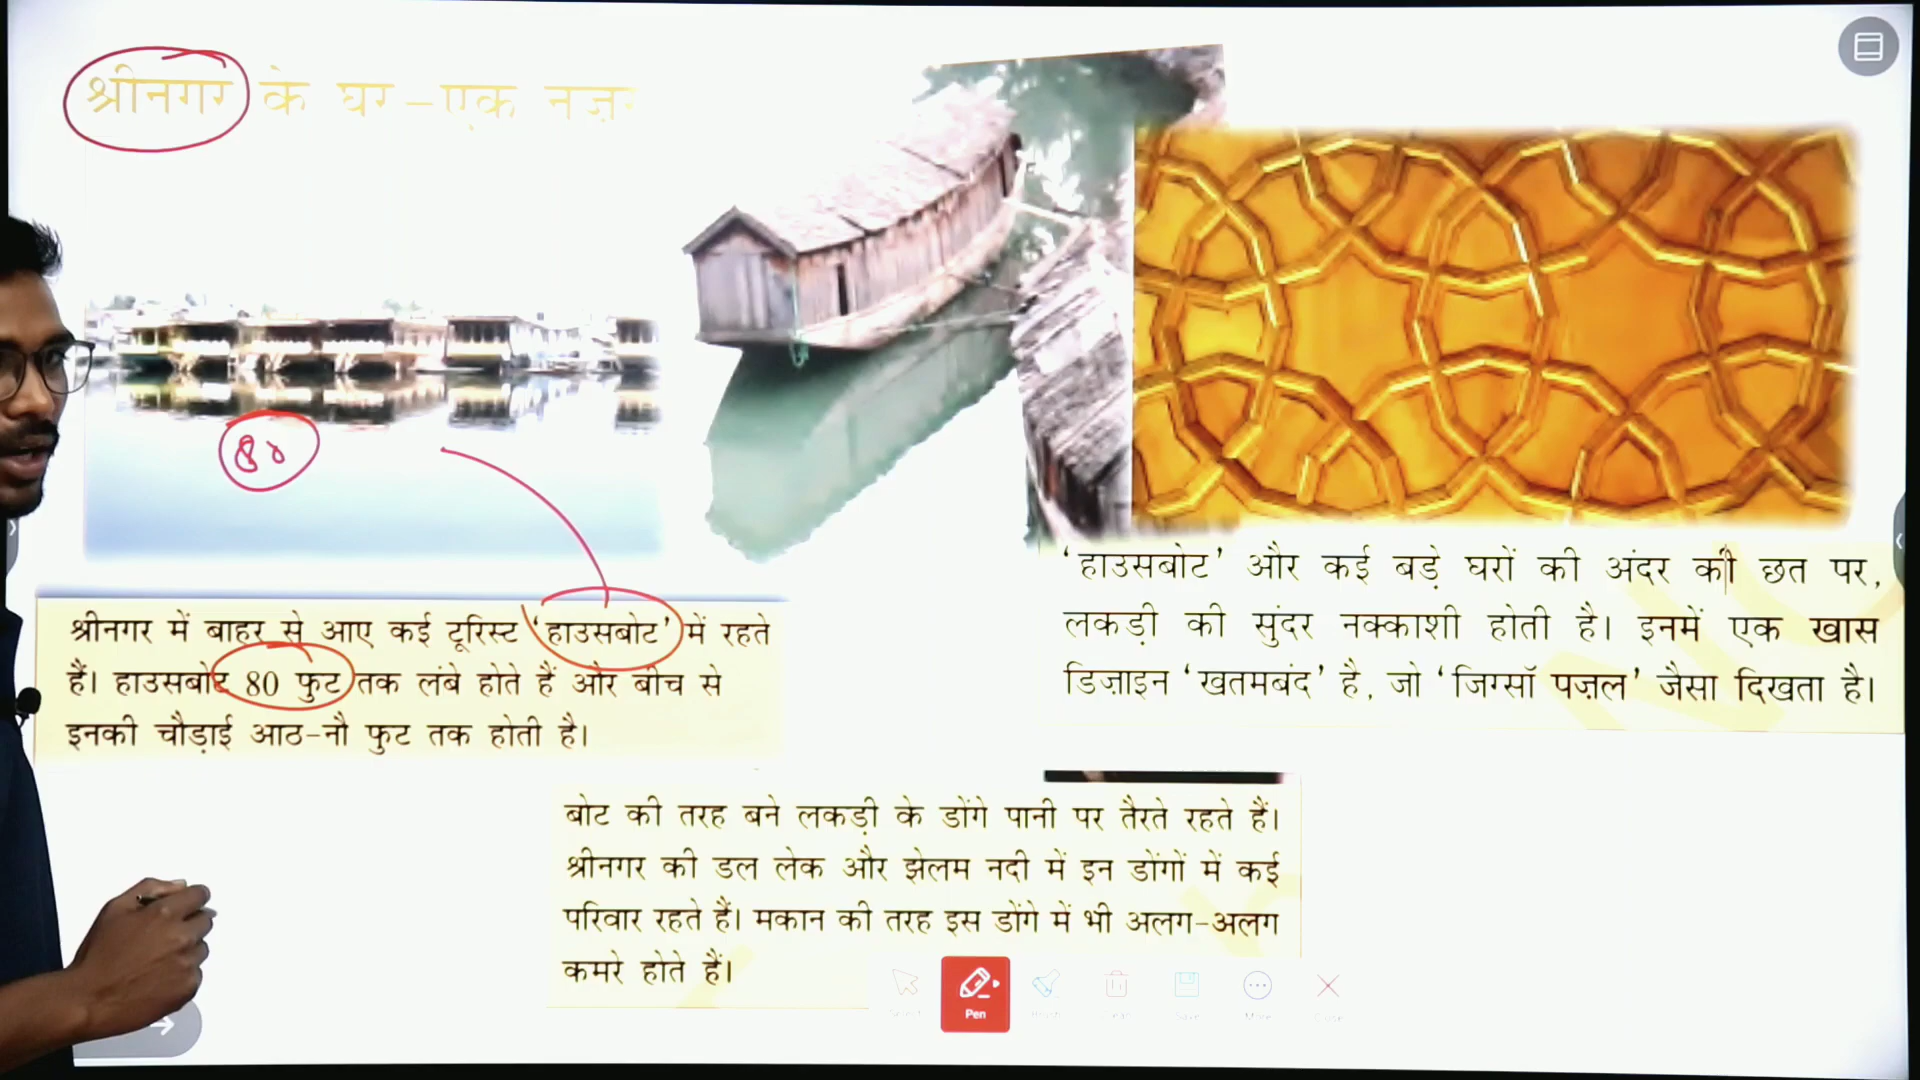 श्रीनगर के घर–एक नज़र
80
श्रीनगर में बाहर से आए कई टूरिस्ट ‘हाउसबोट’ में रहते
हैं। हाउसबोट 80 फुट तक लंबे होते हैं और बीच से
इनकी चौड़ाई आठ-नौ फुट तक होती है।
‘हाउसबोट’ और कई बड़े घरों की अंदर की छत पर,
लकड़ी की सुंदर नक्काशी होती है। इनमें एक खास
डिज़ाइन ‘खतमबंद’ है, जो ‘जिग्सॉ पज़ल’ जैसा दिखता है।
बोट की तरह बने लकड़ी के डोंगे पानी पर तैरते रहते हैं।
श्रीनगर की डल लेक और झेलम नदी में इन डोंगों में कई
परिवार रहते हैं। मकान की तरह इस डोंगे में भी अलग-अलग
कमरे होते हैं।
Pen